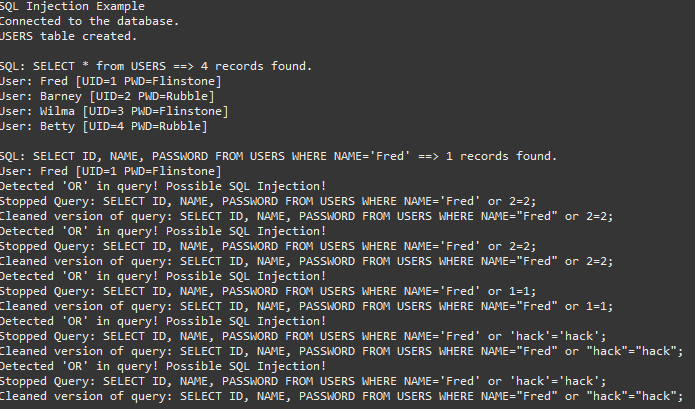 SQL Injection Example
Connected to the database.
USERS table created.
SQL: SELECT * from USERS ==> 4 records found.
User: Fred [UID=1 PWD=Flinstone]
User: Barney [UID=2 PWD=Rubble]
User: Wilma [UID=3 PWD=Flinstone]
User: Betty [UID=4 PWD=Rubble]
SQL: SELECT ID, NAME, PASSWORD FROM USERS WHERE NAME='Fred' ==> 1 records found.
User: Fred [UID=1 PWD=Flinstone]
Detected 'OR' in query! Possible SQL Injection!
Stopped Query: SELECT ID, NAME, PASSWORD FROM USERS WHERE NAME='Fred' or 2=2;
Cleaned version of query: SELECT ID, NAME, PASSWORD FROM USERS WHERE NAME="Fred" or 2=2;
Detected 'OR' in query! Possible SQL Injection!
Stopped Query: SELECT ID, NAME, PASSWORD FROM USERS WHERE NAME='Fred' or 2=2;
Cleaned version of query: SELECT ID, NAME, PASSWORD FROM USERS WHERE NAME="Fred" or 2=2;
Detected 'OR' in query! Possible SQL Injection!
Stopped Query: SELECT ID, NAME, PASSWORD FROM USERS WHERE NAME='Fred' or 1=1;
Cleaned version of query: SELECT ID, NAME, PASSWORD FROM USERS WHERE NAME="Fred" or 1=1;
Detected 'OR' in query! Possible SQL Injection!
Stopped Query: SELECT ID, NAME, PASSWORD FROM USERS WHERE NAME='Fred' or 'hack'='hack';
Cleaned version of query: SELECT ID, NAME, PASSWORD FROM USERS WHERE NAME="Fred" or "hack"="hack";
Detected 'OR' in query! Possible SQL Injection!
Stopped Query: SELECT ID, NAME, PASSWORD FROM USERS WHERE NAME='Fred' or 'hack'='hack';
Cleaned version of query: SELECT ID, NAME, PASSWORD FROM USERS WHERE NAME="Fred" or "hack"="hack";